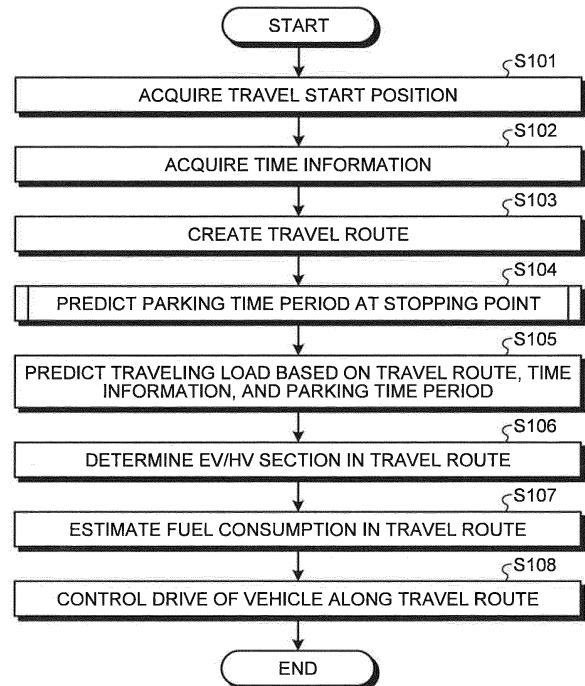 START
S101
ACQUIRE TRAVEL START POSITION
S102
ACQUIRE TIME INFORMATION
S103
CREATE TRAVEL ROUTE
S104
PREDICT PARKING TIME PERIOD AT STOPPING POINT
S105
PREDICT TRAVELING LOAD BASED ON TRAVEL ROUTE, TIME
INFORMATION, AND PARKING TIME PERIOD
S106
DETERMINE EV/HV SECTION IN TRAVEL ROUTE
S107
ESTIMATE FUEL CONSUMPTION IN TRAVEL ROUTE
S108
CONTROL DRIVE OF VEHICLE ALONG TRAVEL ROUTE
END